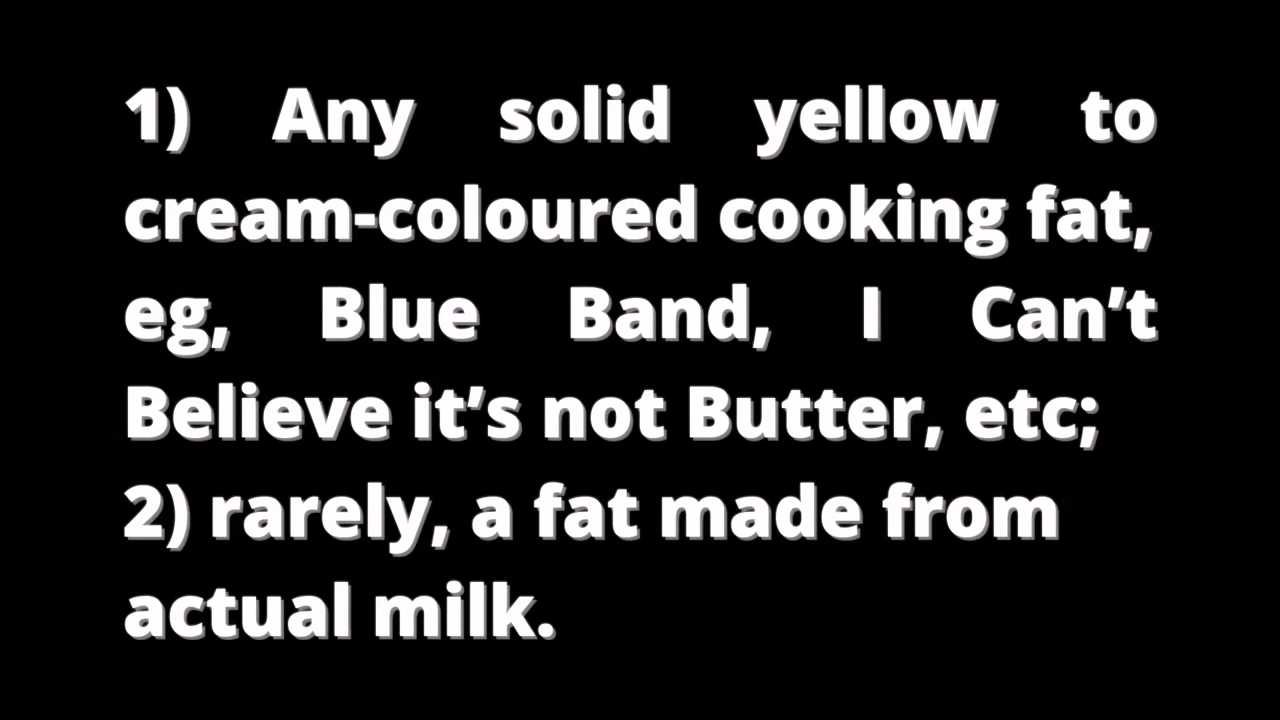 1) Any solid yellow to
cream-coloured cooking fat,
eg, Blue Band, I Can’t
Believe it’s not Butter, etc;
2) rarely, a fat made from
actual milk.